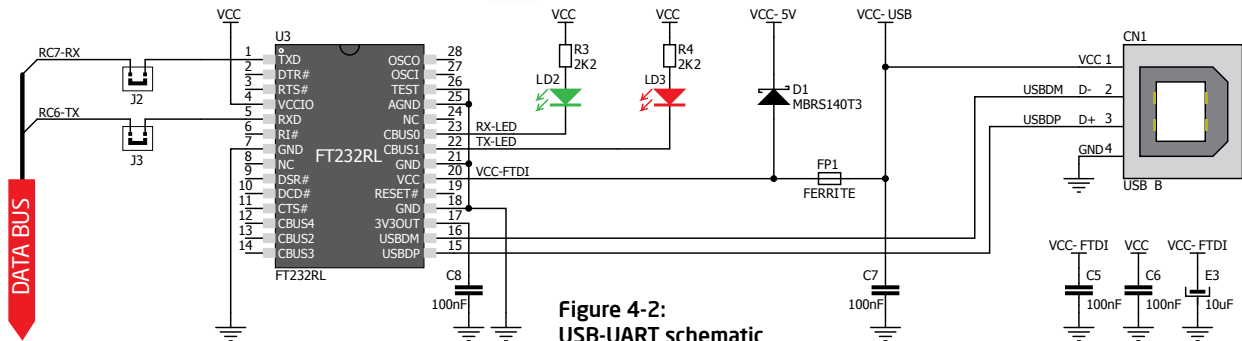 VCC
VCC
VCC
VCC-5V
VCC-USB
U3
CN1
RC7-RX
J2
RC6-TX
J3
DATA BUS
1 TXD
2 DTR#
3 RTS#
4 VCCIO
5 RXD
6 RI#
7 GND
8 NC
9 DSR#
10 DCD#
11 CTS#
12 CBUS4
13 CBUS2
14 CBUS3
FT232RL
OSCO 28
OSCI 27
TEST 26
AGND 25
NC 24
CBUS0 23
CBUS1 22
GND 21
VCC 20
RESET# 19
GND 18
3V3OUT 17
USBDM 16
USBDP 15
FT232RL
RX-LED
TX-LED
VCC-FTDI
R3
2K2
LD2
R4
2K2
LD3
D1
MBRS140T3
FP1
FERRITE
VCC 1
USBDM D- 2
USBDP D+ 3
GND 4
USB B
C8
100nF
C7
100nF
VCC-FTDI
C5
100nF
VCC
C6
100nF
VCC-FTDI
E3
10uF
Figure 4-2:
USB-UART schematic